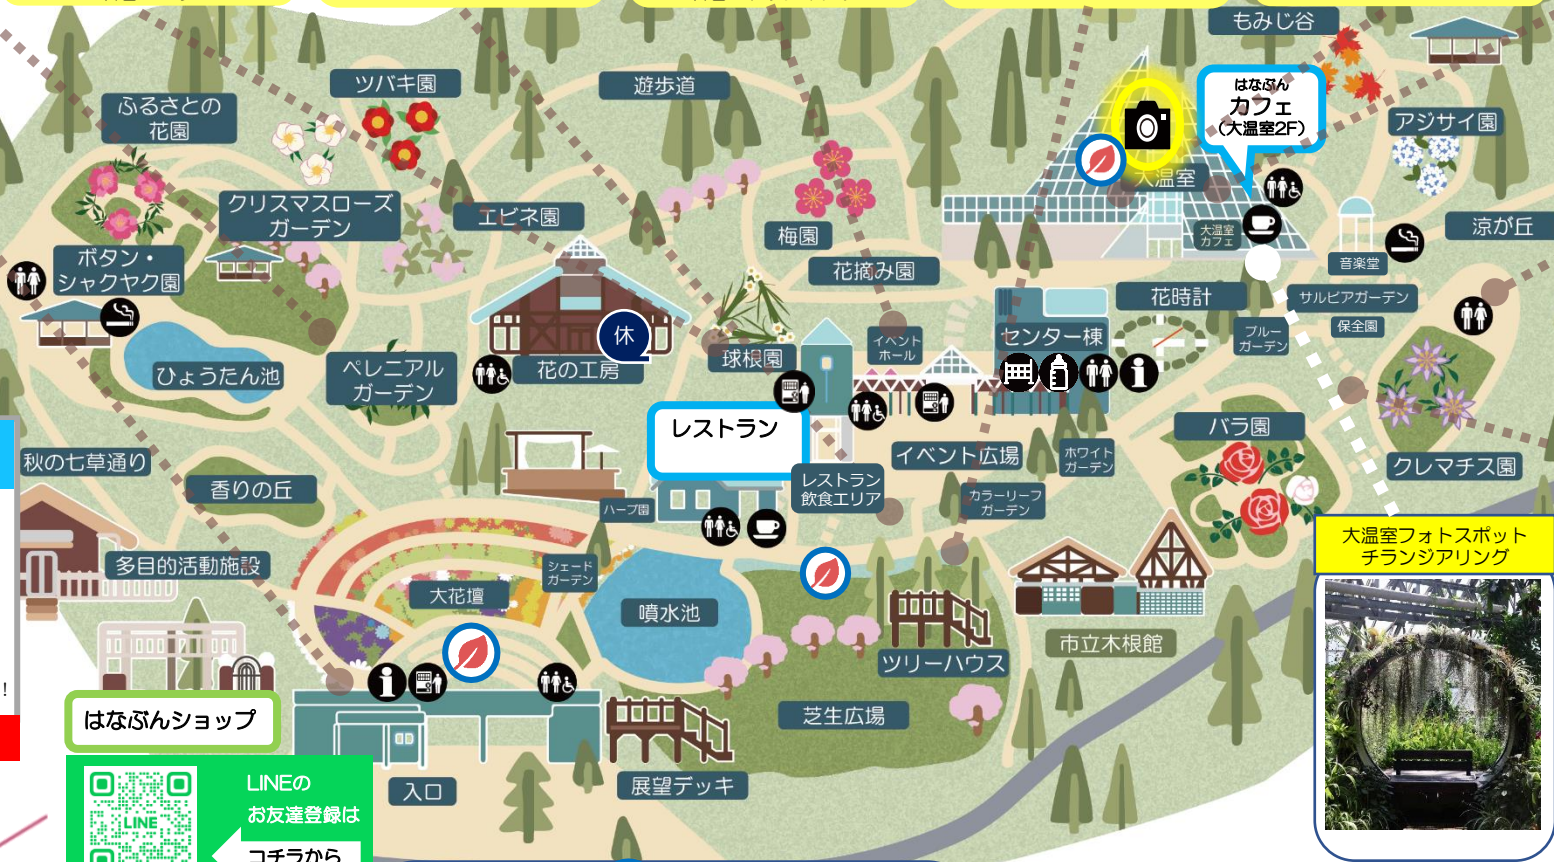 もみじ谷
はなぶん
カフェ
(大温室2F)
ツバキ園
遊歩道
ふるさとの
花園
アジサイ園
大温室
クリスマスローズ
ガーデン
エビネ園
梅園
大温室
カフェ
涼が丘
ボタン・
シャクヤク園
花摘み園
音楽堂
花時計
サルビアガーデン
保全園
休
イベント
ホール
センター棟
ブルー
ガーデン
ひょうたん池
ペレニアル
ガーデン
花の工房
球根園
レストラン
バラ園
秋の七草通り
香りの丘
イベント広場
ホワイト
ガーデン
クレマチス園
レストラン
飲食エリア
カラーリーフ
ガーデン
ハーブ園
多目的活動施設
シェード
ガーデン
大花壇
噴水池
ツリーハウス
市立木根館
大温室フォトスポット
チランジアリング
芝生広場
!
はなぶんショップ
入口
展望デッキ
LINEの
お友達登録は
コチラから
LINE